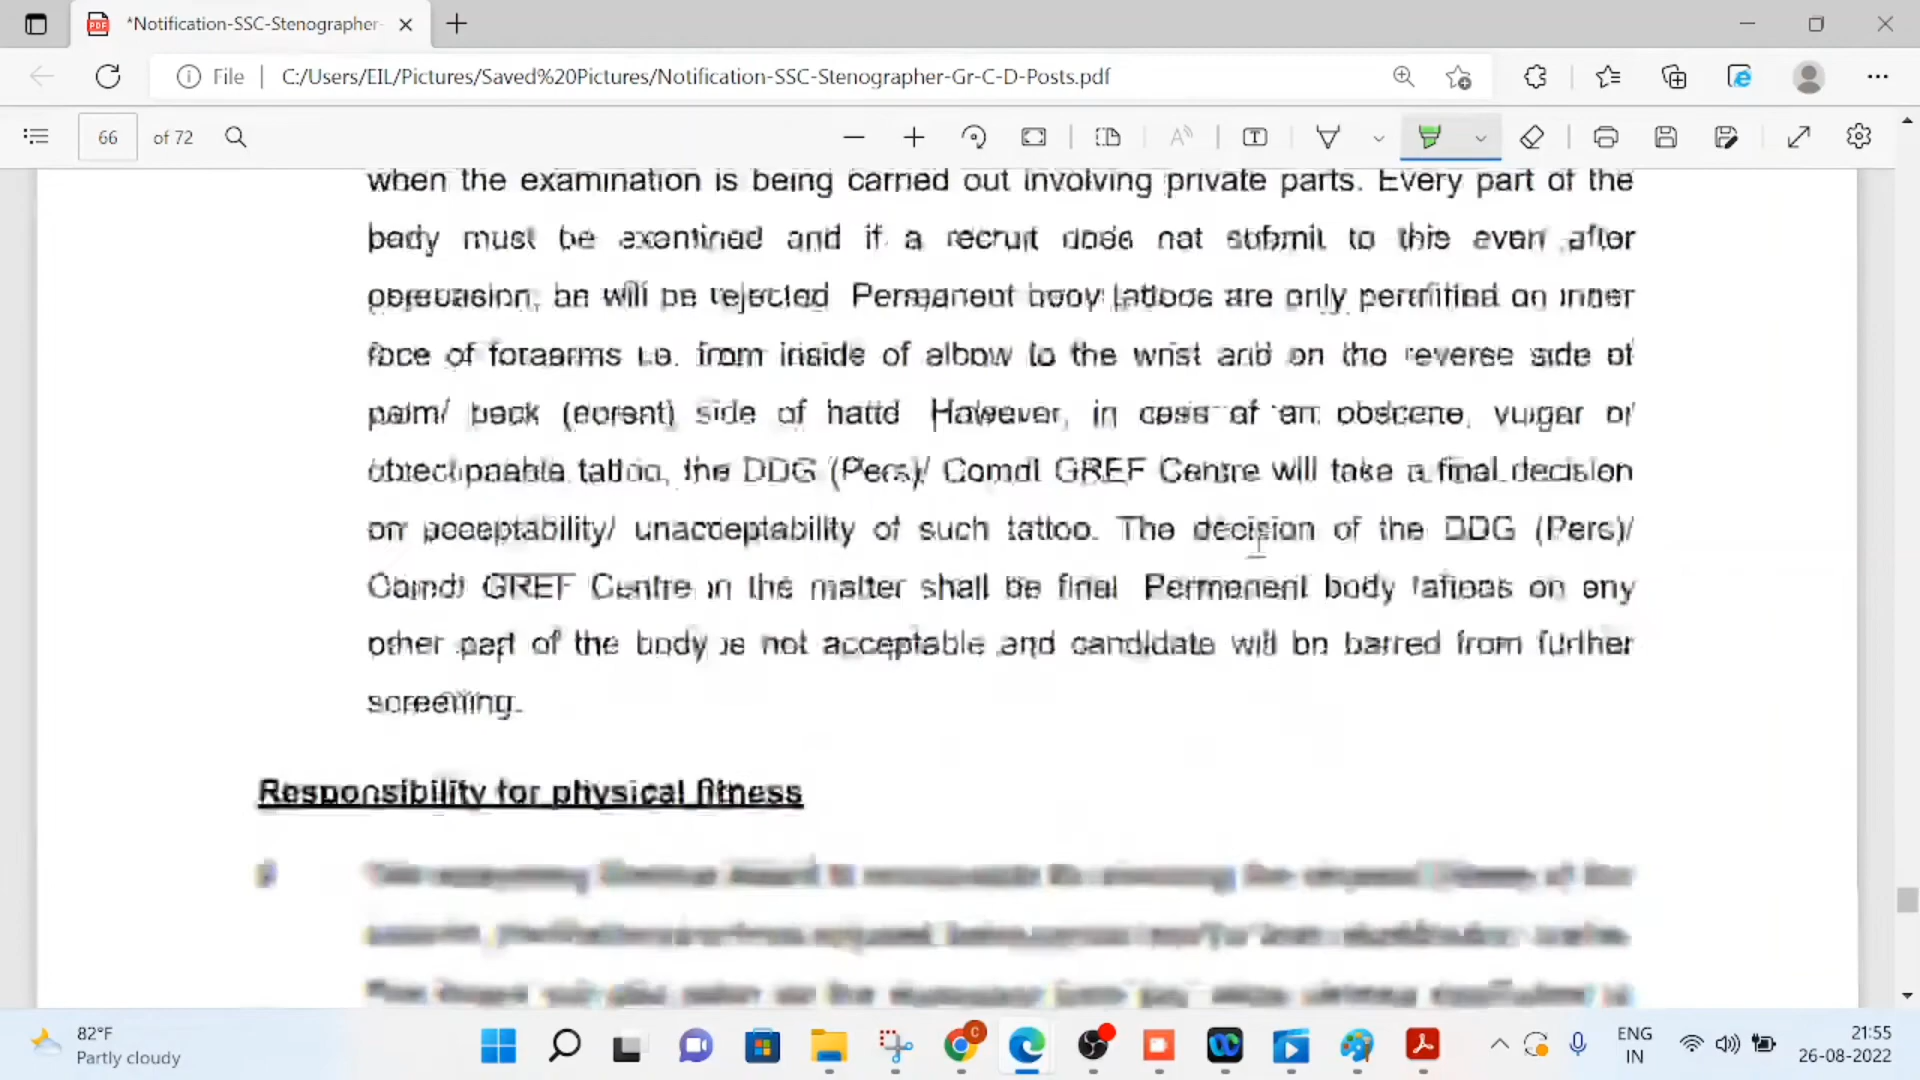 *Notification-SSC-Stenographer-
File
C:/Users/EIL/Pictures/Saved%20Pictures/Notification-SSC-Stenographer-Gr-C-D-Posts.pdf
66 of 72
when the examination is being carried out involving private parts. Every part of the
body must be examined and if a recruit does not submit to this even after
persuasion, he will be rejected Permanent body tattoos are only permitted on inner
face of forearms i.e. from inside of elbow to the wrist and on the reverse side of
palm/ back (dorsal) side of hand However, in case of an obscene, vulgar or
objectionable tattoo, the DDG (Pers)/ Comdt GREF Centre will take a final decision
on acceptability/ unacceptability of such tattoo. The decision of the DDG (Pers)/
Comdt GREF Centre in the matter shall be final Permanent body tattoos on any
other part of the body is not acceptable and candidate will be barred from further
screening.
Responsibility for physical fitness
82°F
Partly cloudy
ENG
IN
21:55
26-08-2022